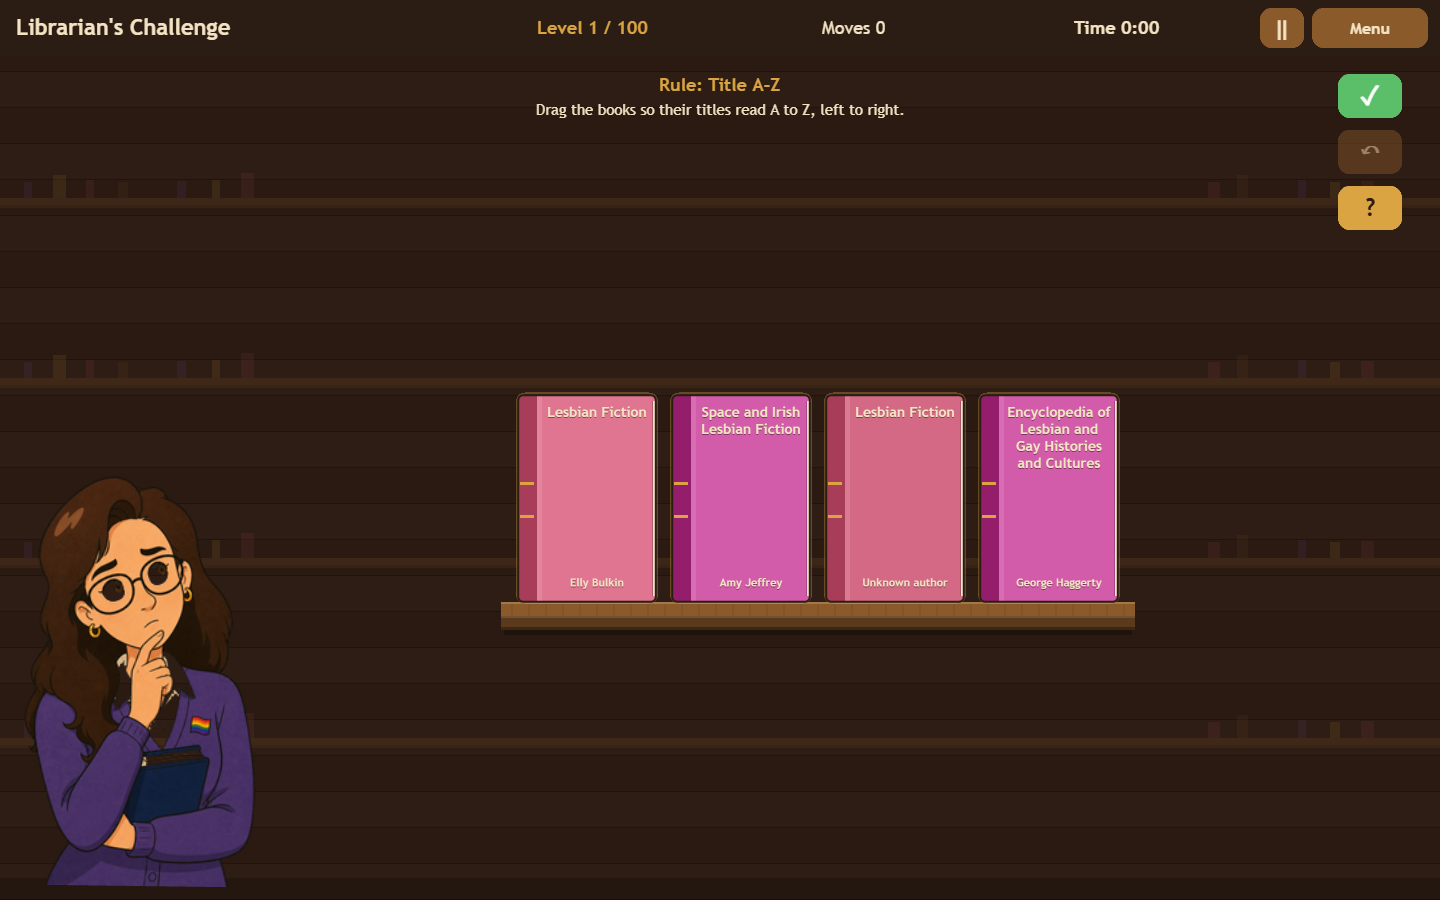 Librarian's Challenge
Level 1 / 100
Moves 0
Time 0:00
Menu
Rule: Title A-Z
Drag the books so their titles read A to Z, left to right.
?
Lesbian Fiction
Elly Bulkin
Space and Irish
Lesbian Fiction
Amy Jeffrey
Lesbian Fiction
Unknown author
Encyclopedia of
Lesbian and
Gay Histories
and Cultures
George Haggerty